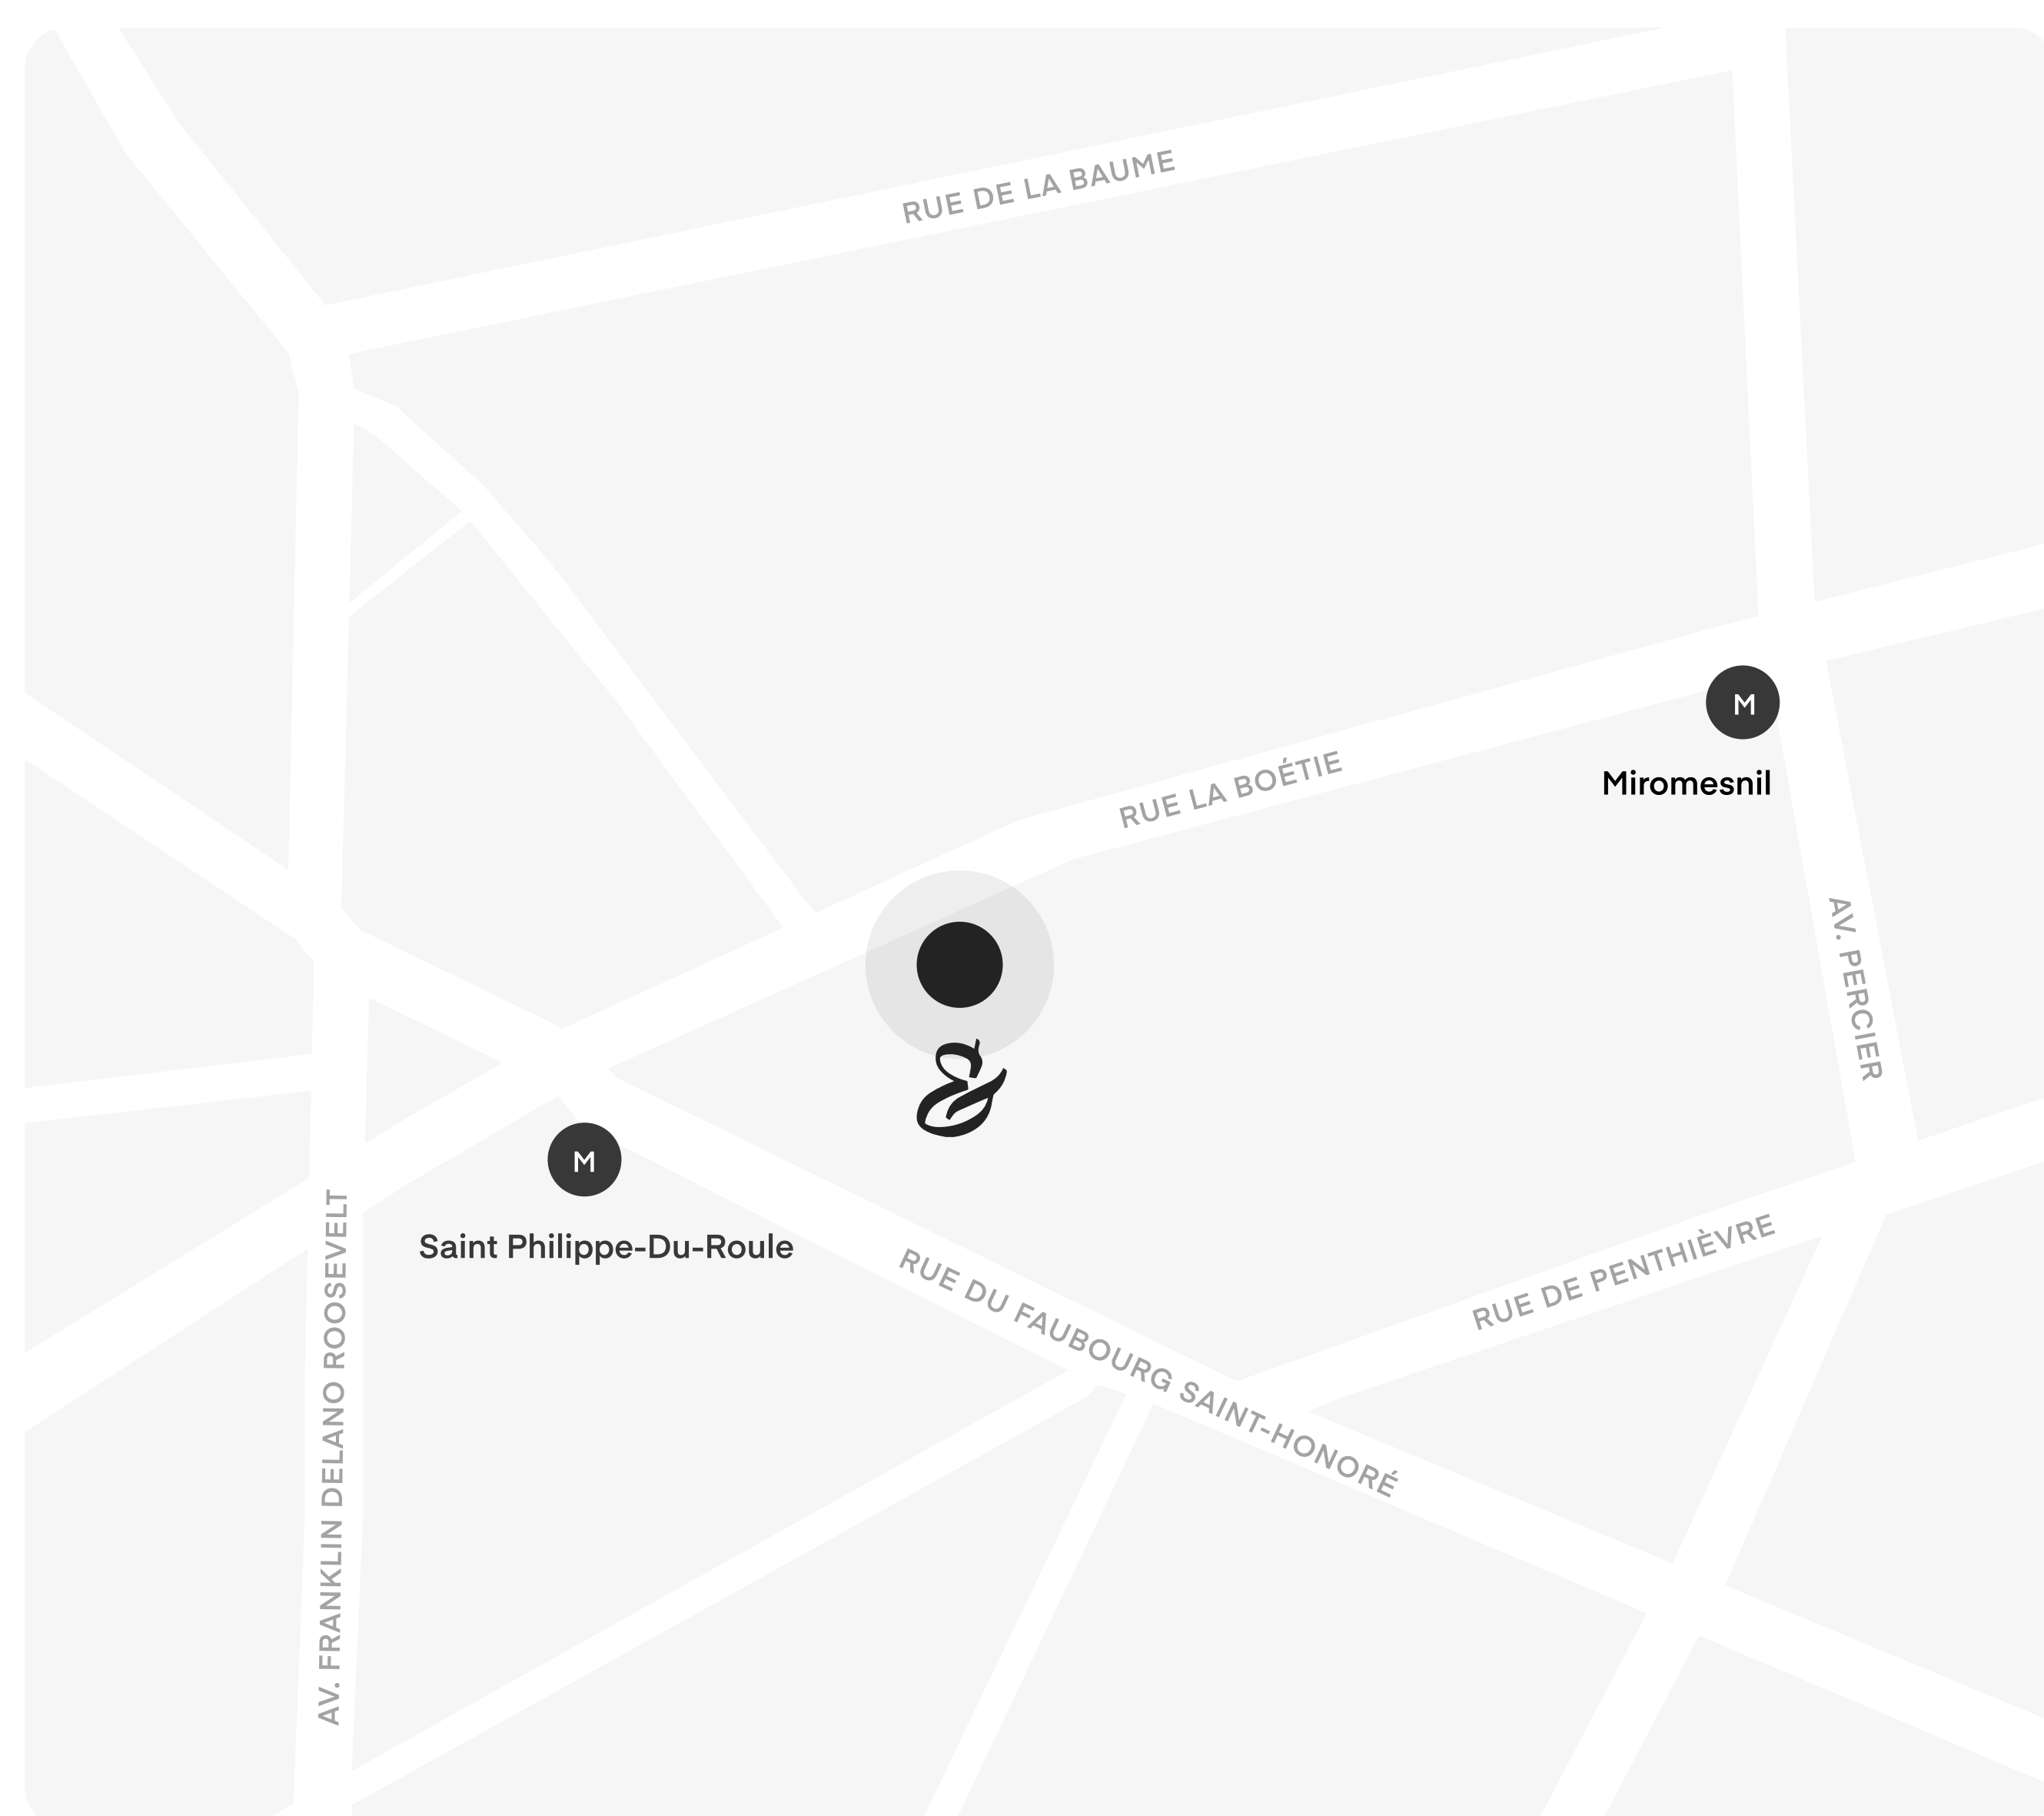 RUE DE LA BAUME
RUE LA BOÉTIE
M
Miromesnil
AV. PERCIER
&
M
Saint Philippe-Du-Roule
RUE DU FAUBOURG SAINT-HONORÉ
RUE DE PENTHIÈVRE
AV. FRANKLIN DELANO ROOSEVELT